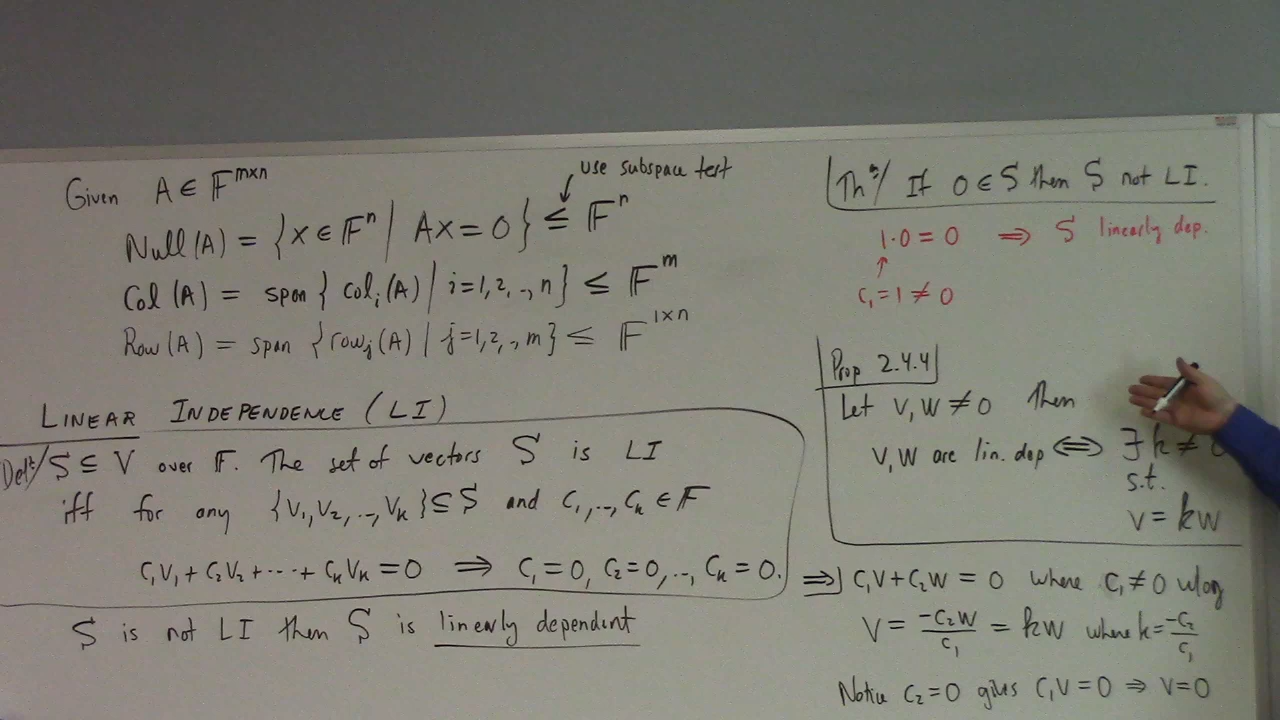 Given A ∈ F^{m×n}
use subspace test
Null(A) = {x ∈ F^n | Ax = 0} ≤ F^n
Col(A) = span{col_i(A) | i=1,2,..,n} ≤ F^m
Row(A) = span{row_j(A) | j=1,2,..,m} ≤ F^{1×n}
LINEAR INDEPENDENCE (LI)
Def^n/ S ⊆ V over F. The set of vectors S is LI
iff for any {V_1,V_2,..,V_k} ⊆ S and C_1,..,C_k ∈ F
C_1V_1 + C_2V_2 + ··· + C_kV_k = 0 ⟹ C_1=0, C_2=0,.., C_k=0.
S is not LI then S is linearly dependent
Th^m/ If 0 ∈ S then S not LI.
1·0 = 0 ⟹ S linearly dep.
↑
C_1 = 1 ≠ 0
Prop 2.4.4
Let V,W ≠ 0 Then
V,W are lin. dep ⟺ ∃ k ≠ 0
s.t.
V = kW
⟹] C_1V + C_2W = 0 where C_1 ≠ 0 wlog
V = \frac{-C_2W}{C_1} = kW where k = \frac{-C_2}{C_1}
Notice C_2=0 gives C_1V=0 ⟹ V=0